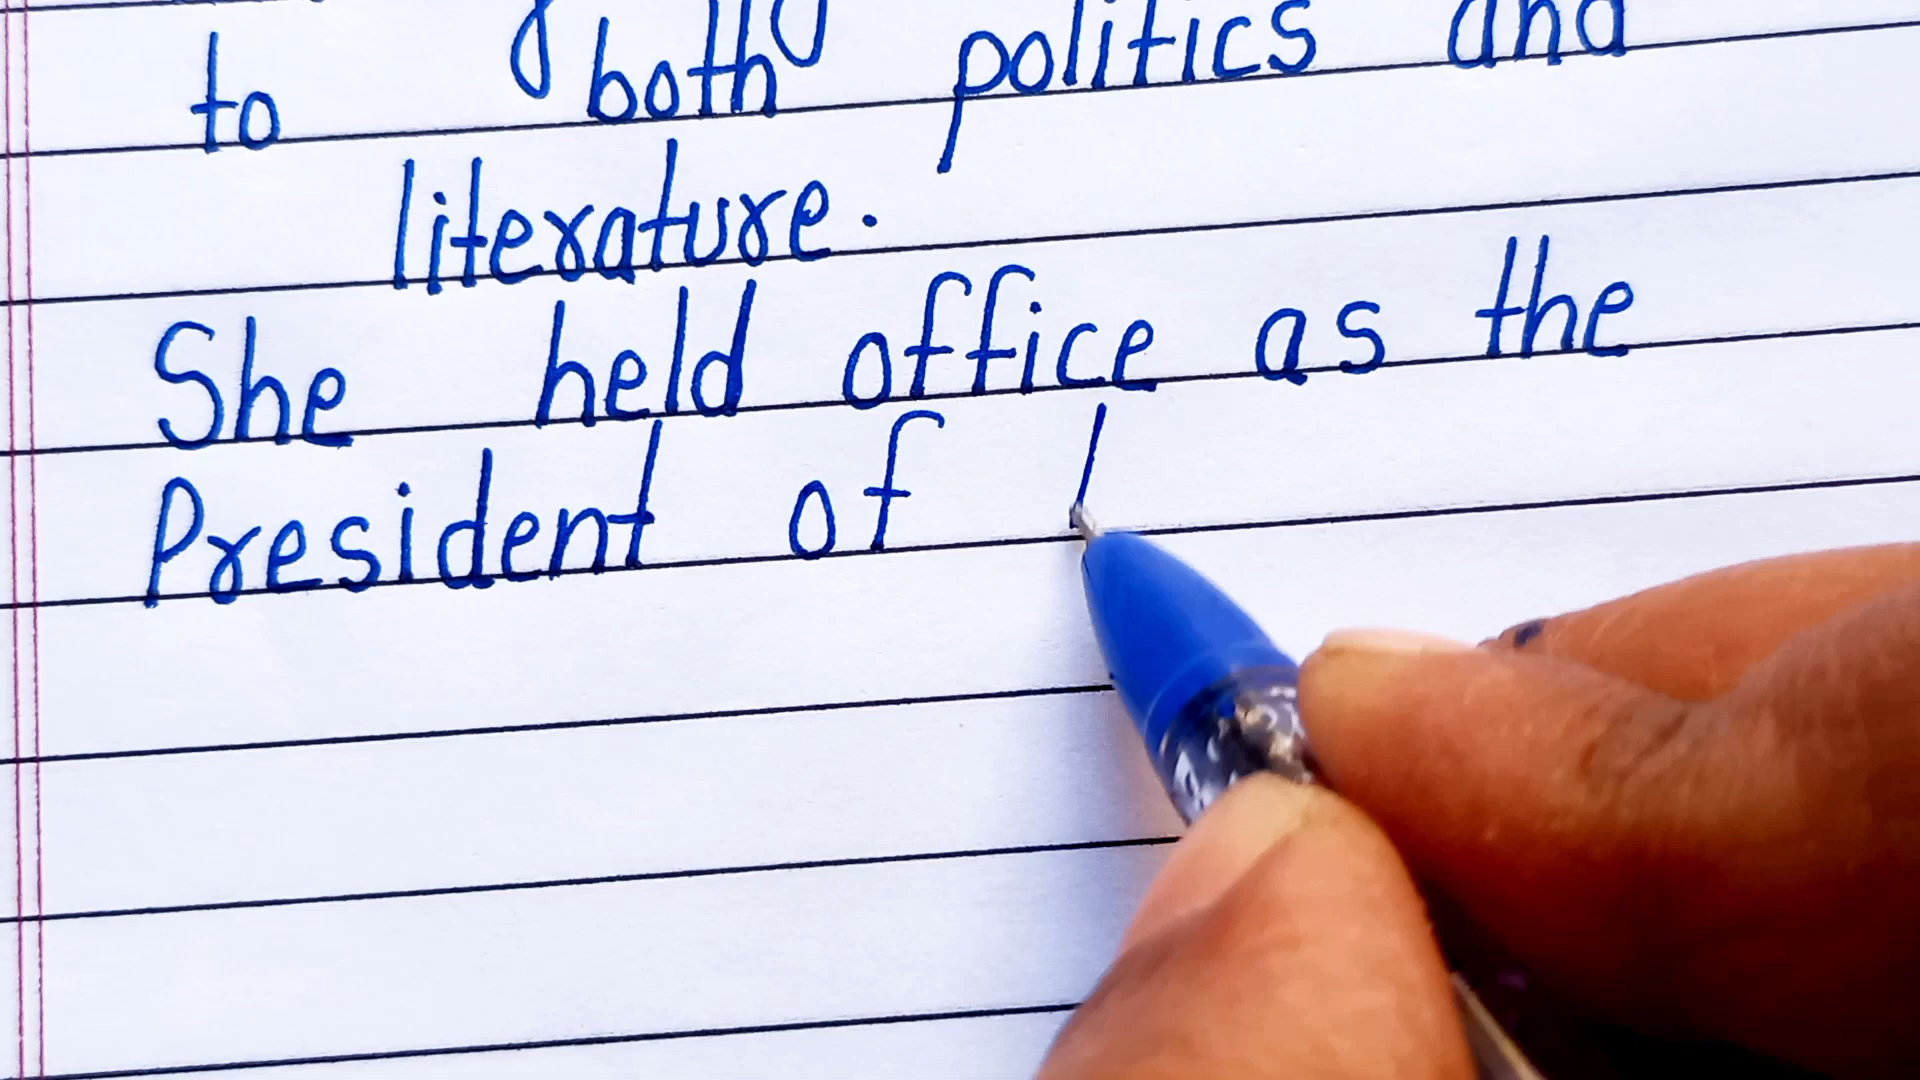 to both politics and
literature.
She held office as the
President of